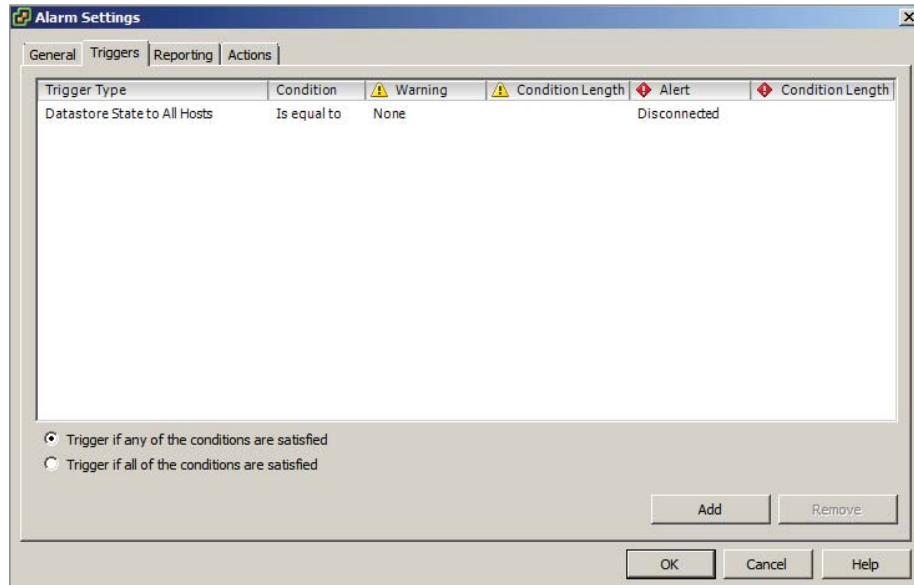 Alarm Settings
General Triggers Reporting Actions
Trigger Type Condition Warning Condition Length Alert Condition Length
Datastore State to All Hosts Is equal to None Disconnected
Trigger if any of the conditions are satisfied
Trigger if all of the conditions are satisfied
Add Remove
OK Cancel Help